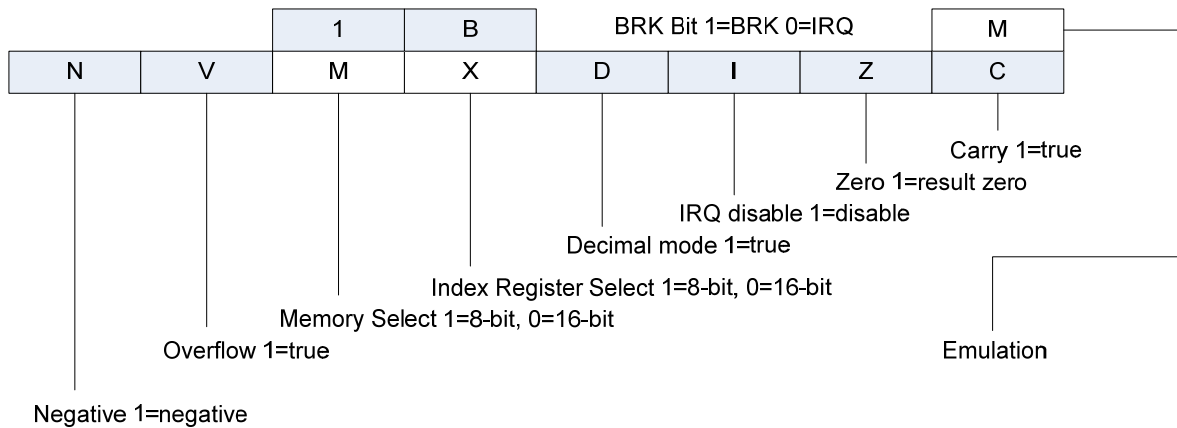 1 B BRK Bit 1=BRK 0=IRQ M
N V M X D I Z C
Carry 1=true
Zero 1=result zero
IRQ disable 1=disable
Decimal mode 1=true
Index Register Select 1=8-bit, 0=16-bit
Memory Select 1=8-bit, 0=16-bit
Overflow 1=true
Emulation
Negative 1=negative